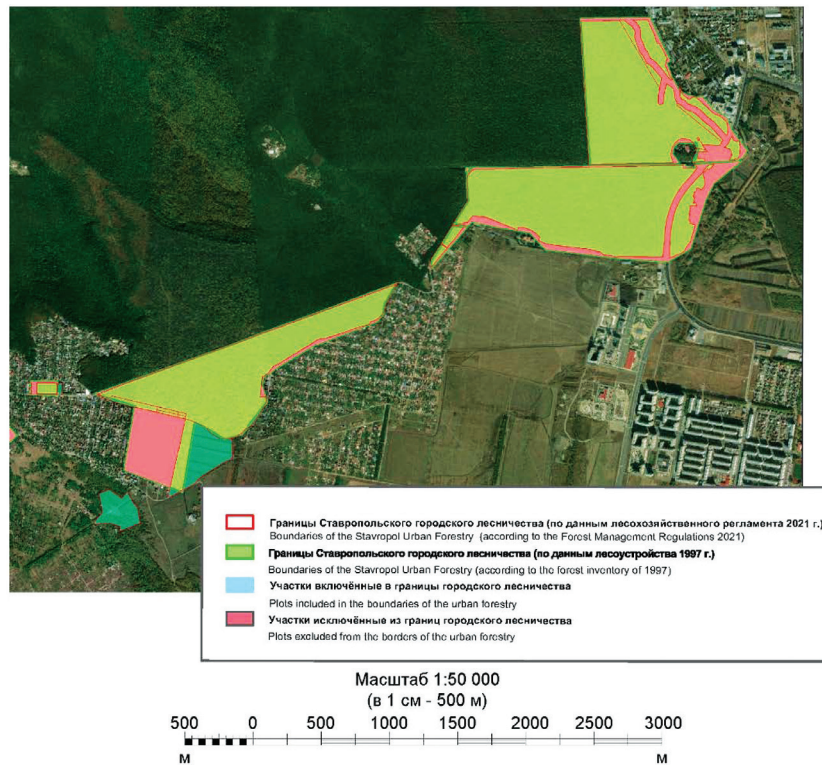 Границы Ставропольского городского лесничества (по данным лесохозяйственного регламента 2021 г.)
Boundaries of the Stavropol Urban Forestry (according to the Forest Management Regulations 2021)
Границы Ставропольского городского лесничества (по данным лесоустройства 1997 г.)
Boundaries of the Stavropol Urban Forestry (according to the forest inventory of 1997)
Участки включённые в границы городского лесничества
Plots included in the boundaries of the urban forestry
Участки исключённые из границ городского лесничества
Plots excluded from the borders of the urban forestry
Масштаб 1:50 000
(в 1 см - 500 м)
500 0 500 1000 1500 2000 2500 3000
м м